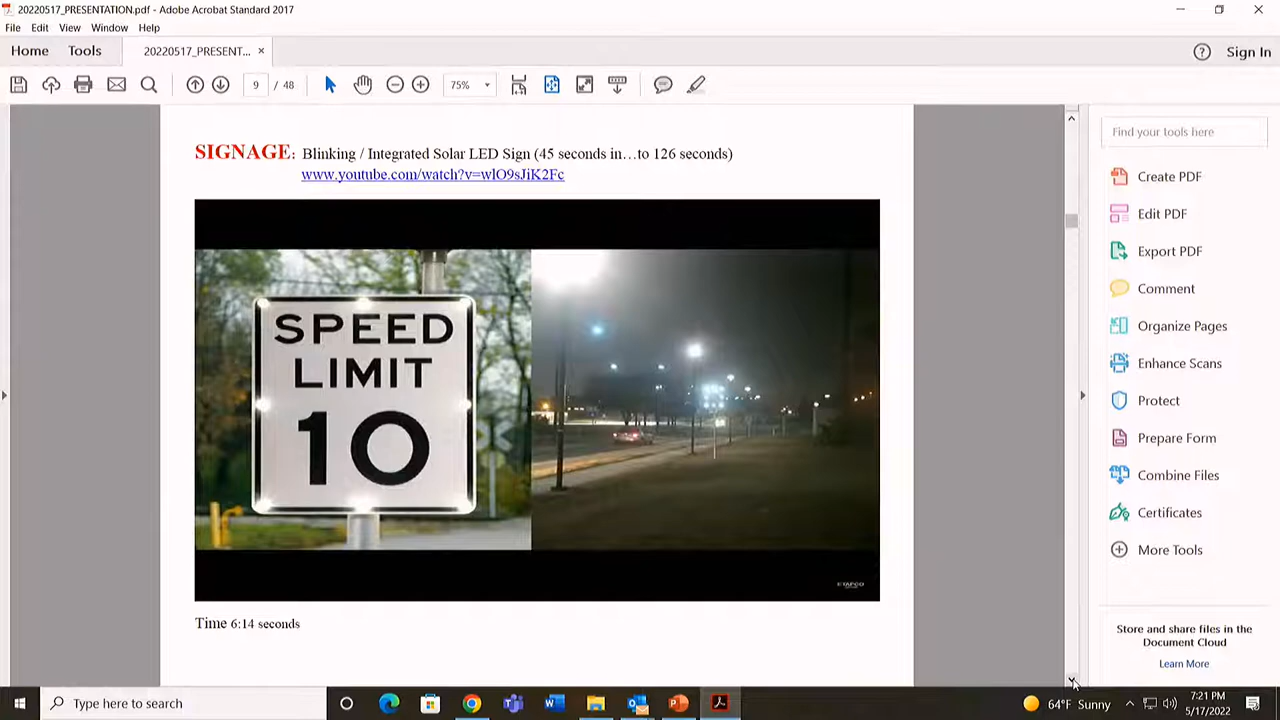 20220517_PRESENTATION.pdf - Adobe Acrobat Standard 2017
File Edit View Window Help
Home Tools 20220517_PRESENT... × Sign In
9 / 48 75%
SIGNAGE: Blinking / Integrated Solar LED Sign (45 seconds in…to 126 seconds)
www.youtube.com/watch?v=wlO9sJiK2Fc
SPEED
LIMIT
10
TAPCO
Time 6:14 seconds
Find your tools here
Create PDF
Edit PDF
Export PDF
Comment
Organize Pages
Enhance Scans
Protect
Prepare Form
Combine Files
Certificates
More Tools
Store and share files in the
Document Cloud
Learn More
Type here to search
64°F Sunny
7:21 PM
5/17/2022